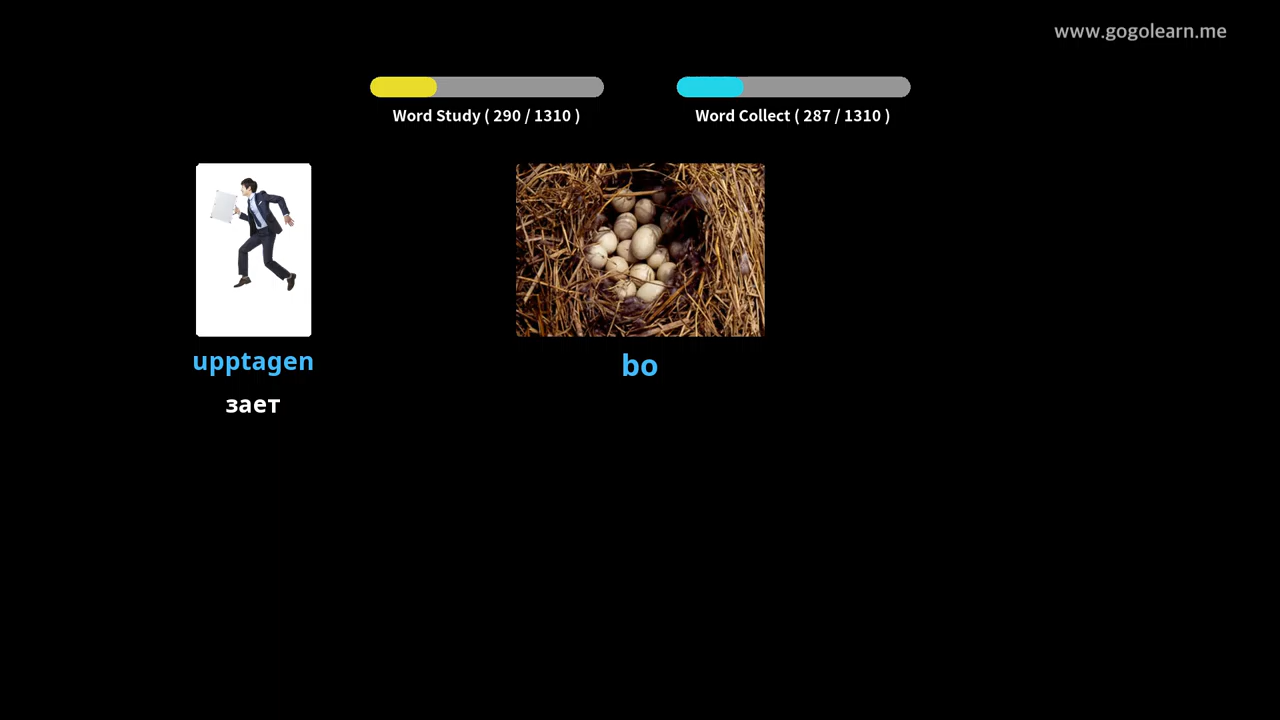 www.gogolearn.me
Word Study ( 290 / 1310 )
Word Collect ( 287 / 1310 )
upptagen
зает
bo